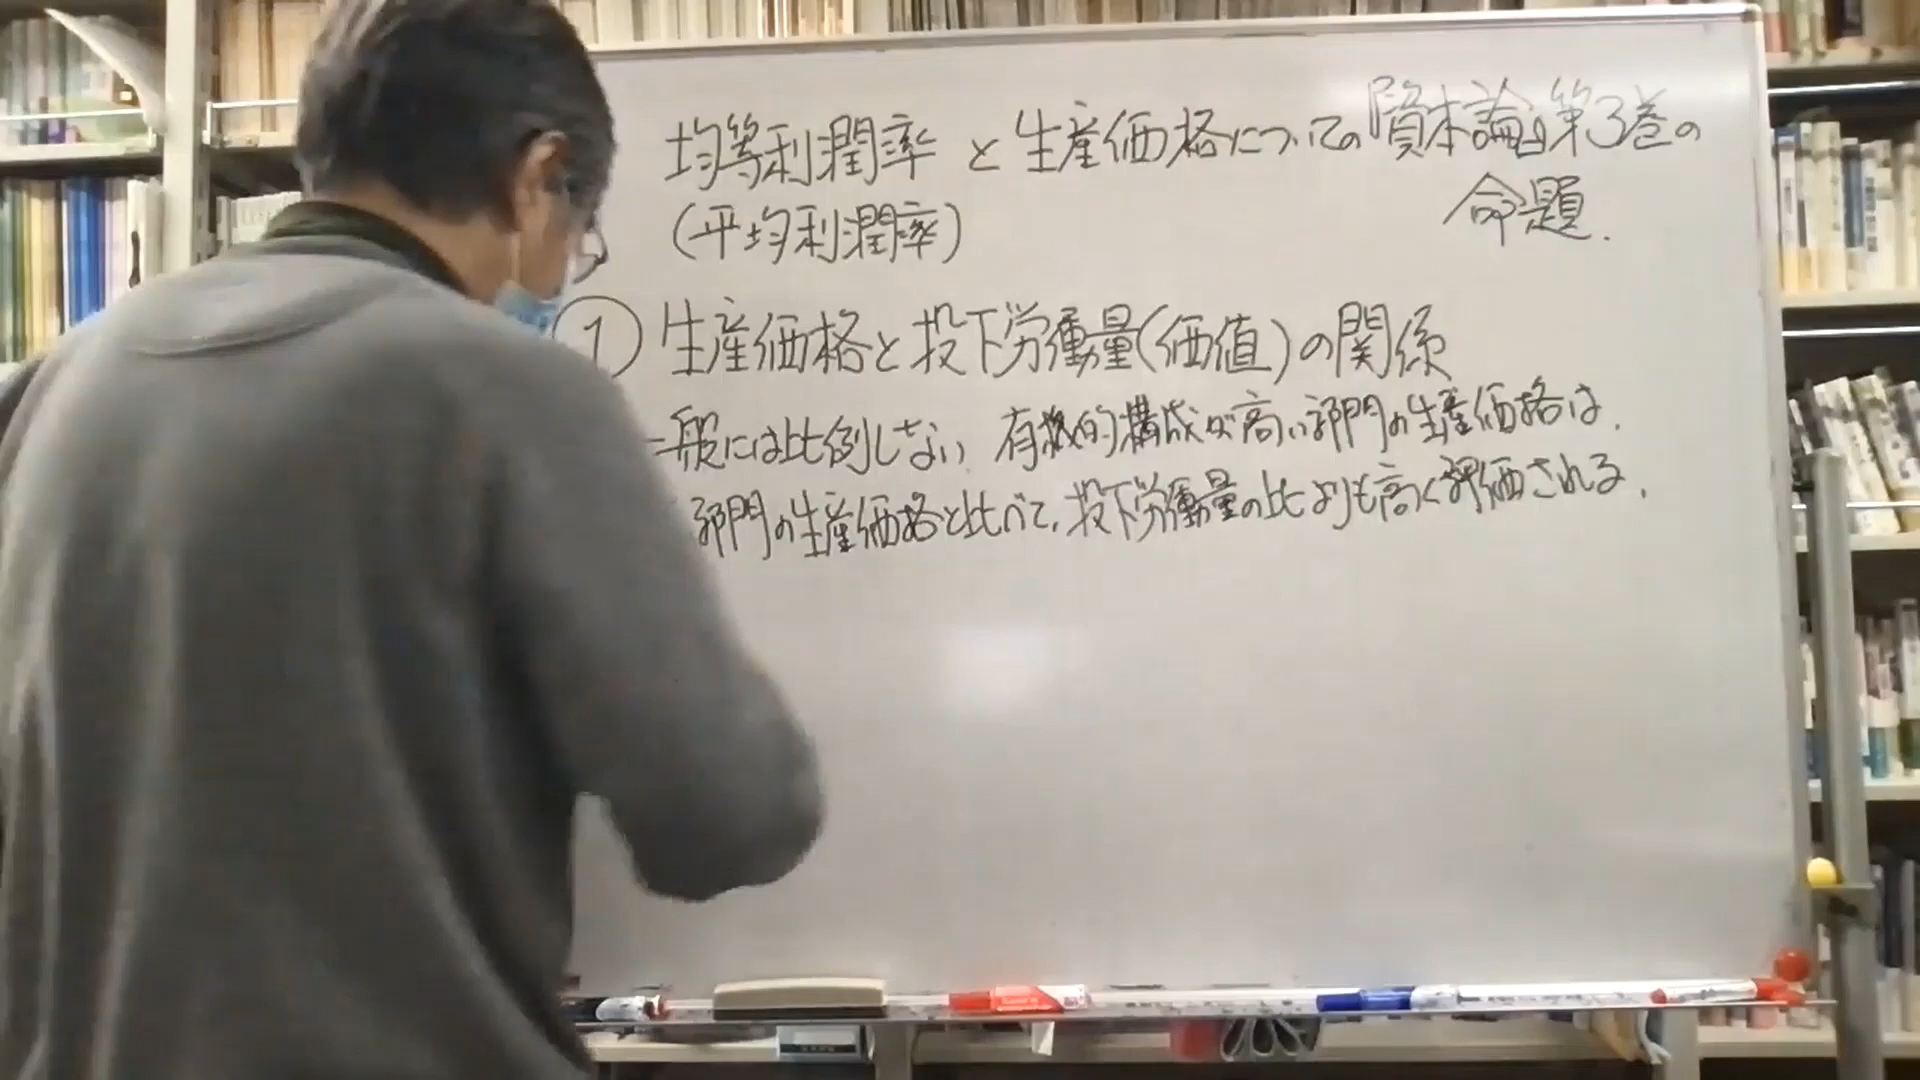 均等利潤率と生産価格についての『資本論』第3巻の
命題.
(平均利潤率)
① 生産価格と投下労働量(価値)の関係
一般には比例しない 有機的構成が高い部門の生産価格は.
部門の生産価格と比べて,投下労働量の比よりも高く評価される.